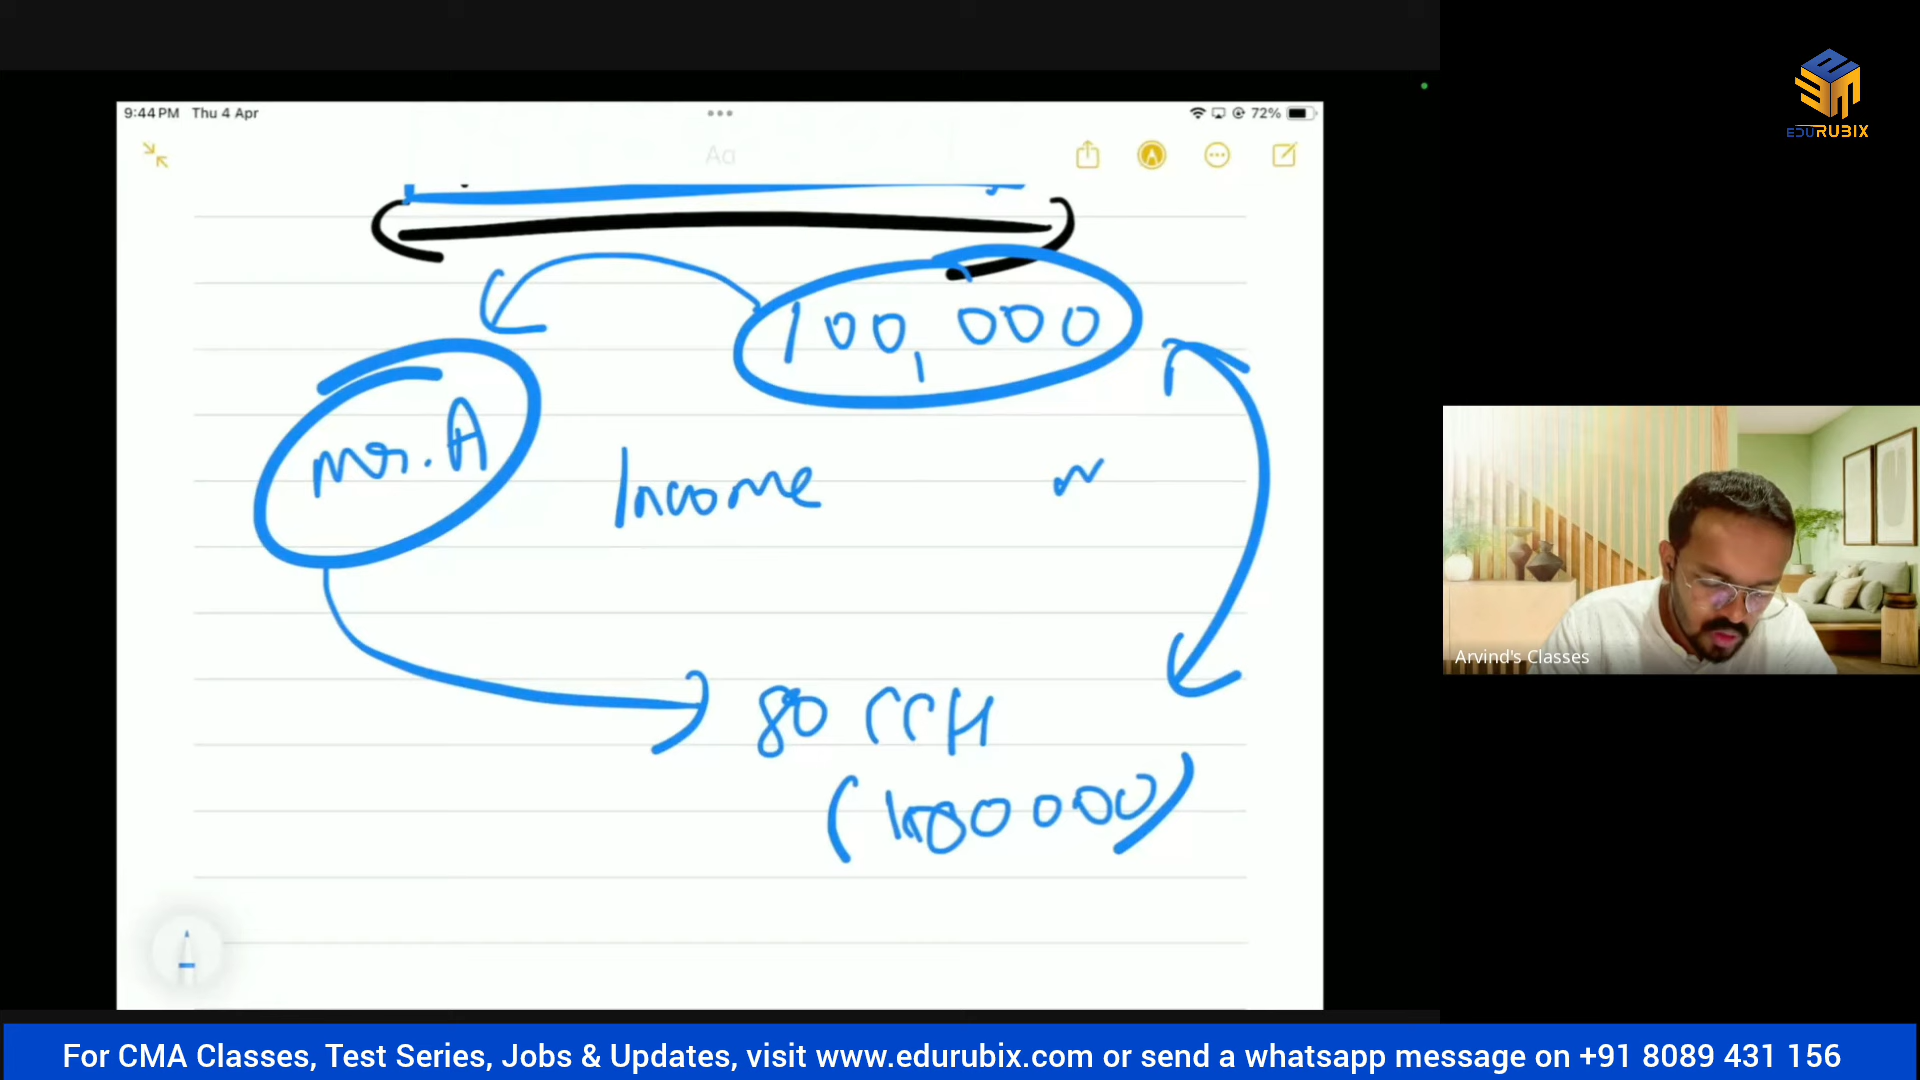 9:44 PM Thu 4 Apr
72%
Aa
EDURUBIX
100,000
Mr. A
Income
80 CCH
(100000)
Arvind's Classes
For CMA Classes, Test Series, Jobs & Updates, visit www.edurubix.com or send a whatsapp message on +91 8089 431 156